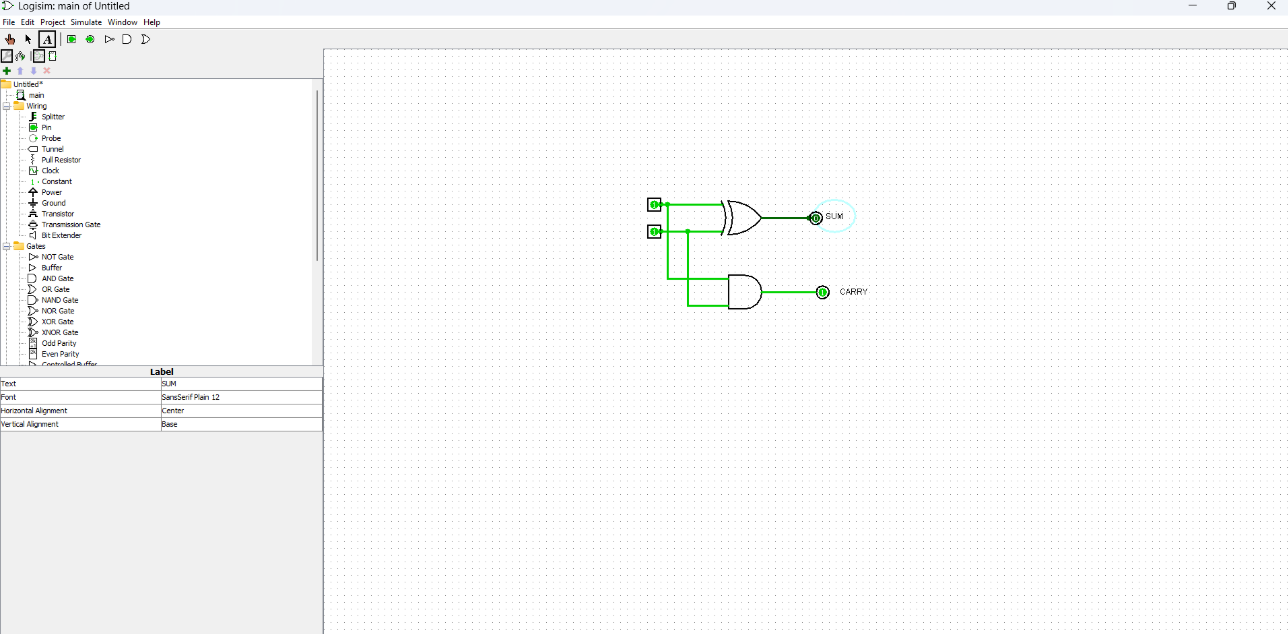 Logisim: main of Untitled
File Edit Project Simulate Window Help
A
Untitled*
main
Wiring
Splitter
Pin
Probe
Tunnel
Pull Resistor
Clock
Constant
Power
Ground
Transistor
Transmission Gate
Bit Extender
Gates
NOT Gate
Buffer
AND Gate
OR Gate
NAND Gate
NOR Gate
XOR Gate
XNOR Gate
Odd Parity
Even Parity
Controlled Buffer
Label
Text SUM
Font SansSerif Plain 12
Horizontal Alignment Center
Vertical Alignment Base
1
1
0 SUM
1 CARRY